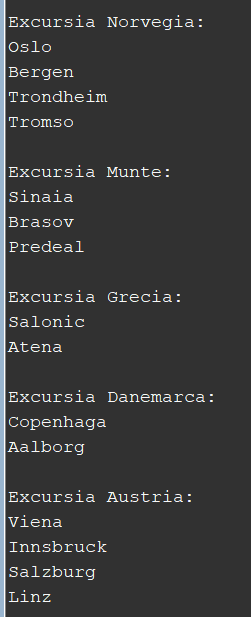 Excursia Norvegia:
Oslo
Bergen
Trondheim
Tromso
Excursia Munte:
Sinaia
Brasov
Predeal
Excursia Grecia:
Salonic
Atena
Excursia Danemarca:
Copenhaga
Aalborg
Excursia Austria:
Viena
Innsbruck
Salzburg
Linz